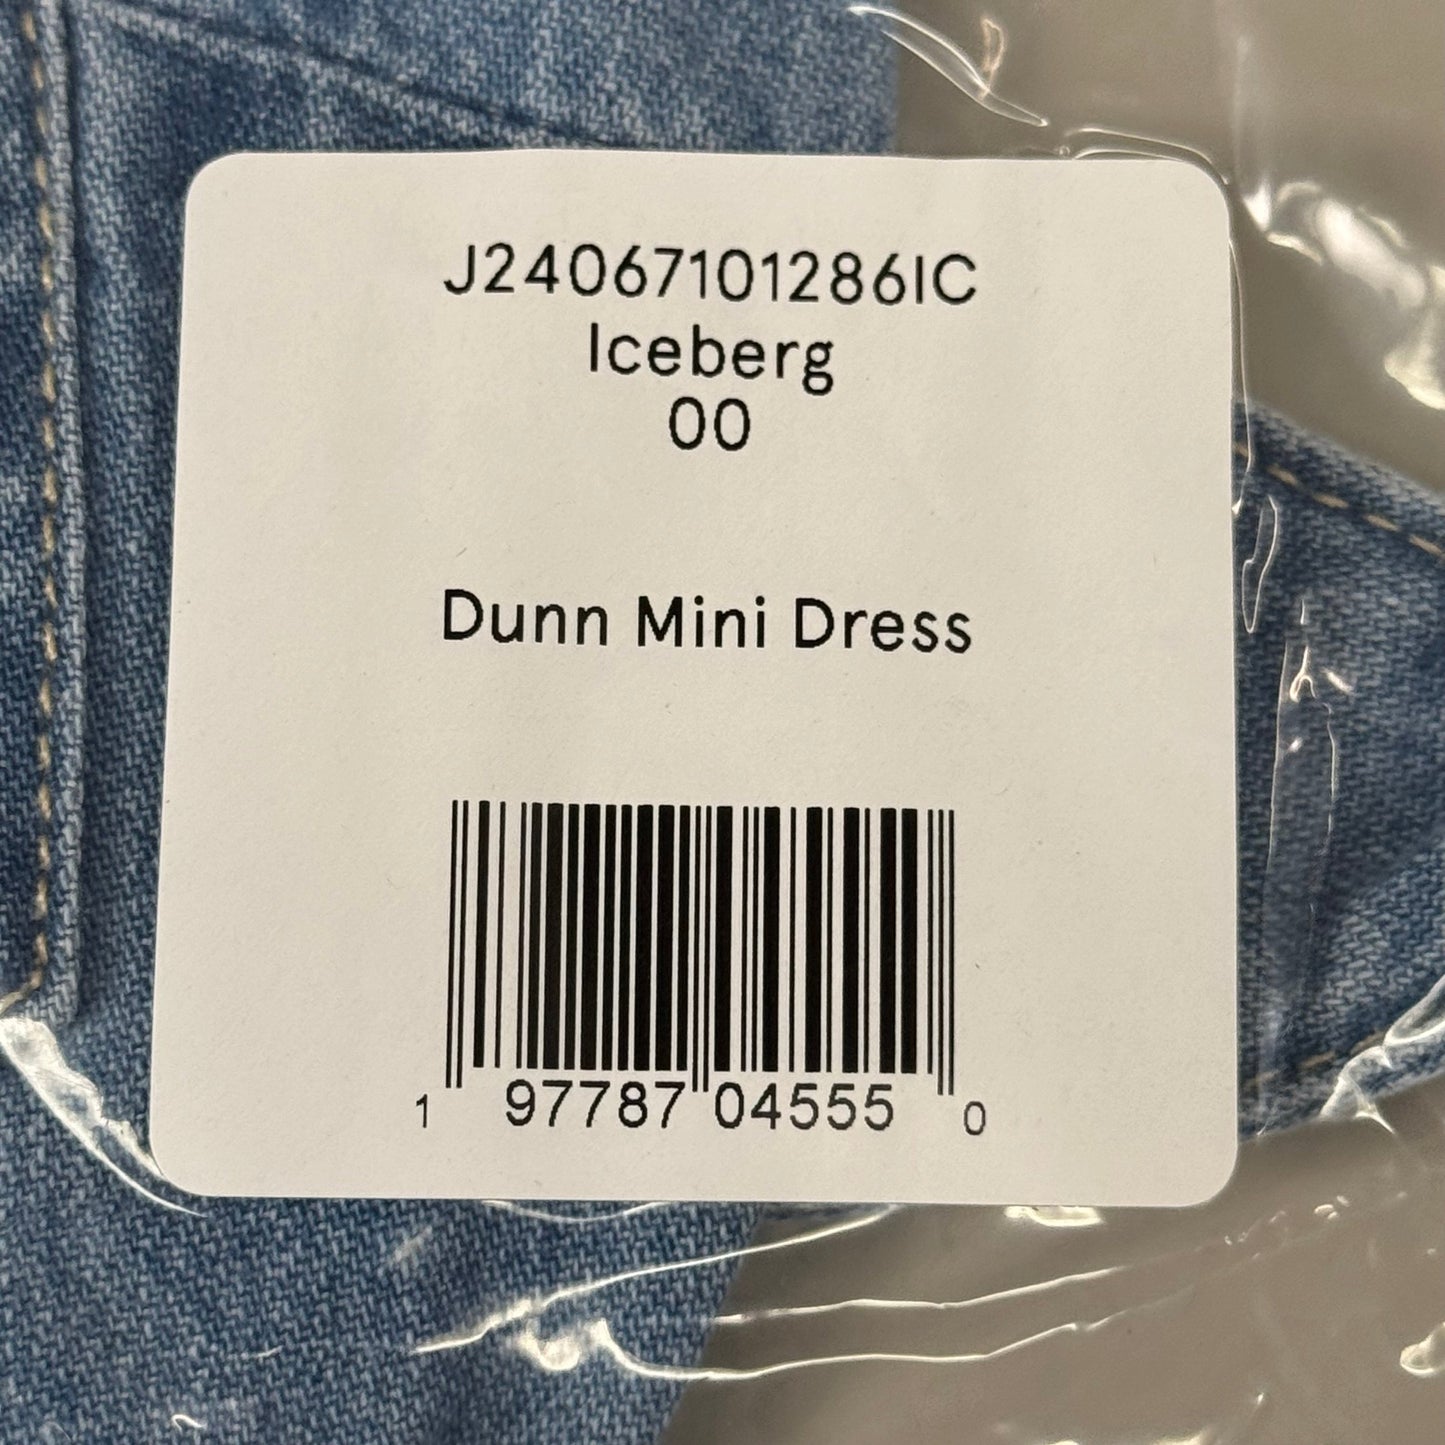 J24067101286IC
Iceberg
00
Dunn Mini Dress
1 97787 04555 0